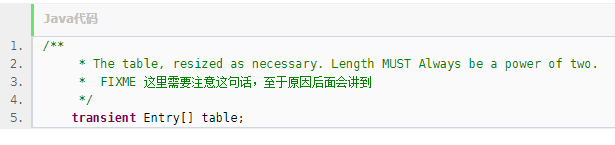 Java代码
1. /**
2. * The table, resized as necessary. Length MUST Always be a power of two.
3. * FIXME 这里需要注意这句话，至于原因后面会讲到
4. */
5. transient Entry[] table;